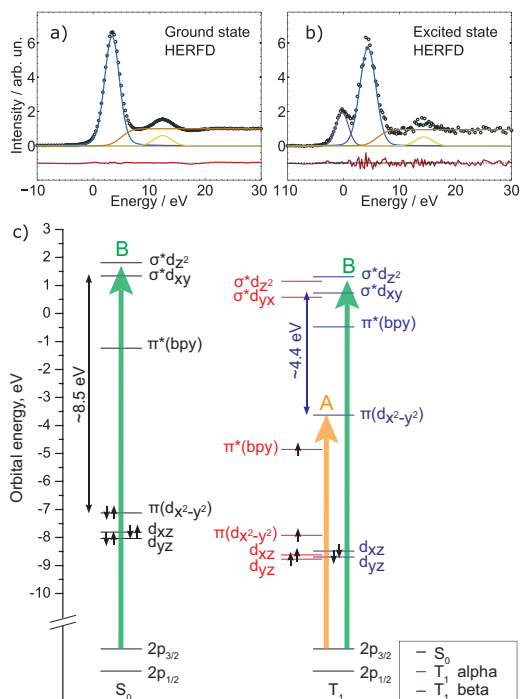 a) Ground state
HERFD
b) Excited state
HERFD
Intensity / arb. un.
6
4
2
0
−10 0 10 20 30
110 0 10 20 30
Energy / eV
Energy / eV
c)
Orbital energy, eV
3
2
1
0
-1
-2
-3
-4
-5
-6
-7
-8
-9
-10
B
σ*dz²
σ*dxy
π*(bpy)
~8.5 eV
π(dx²-y²)
dxz
dyz
2p3/2
2p1/2
S0
B
σ*dz²
σ*dyx
σ*dz²
σ*dxy
π*(bpy)
~4.4 eV
A
π(dx²-y²)
π*(bpy)
π(dx²-y²)
dxz
dyz
dxz
dyz
2p3/2
2p1/2
T1
S0
T1 alpha
T1 beta